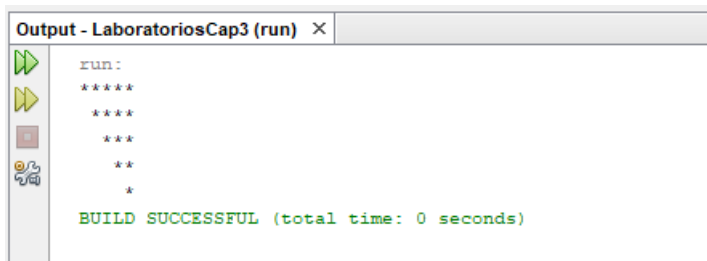 Output - LaboratoriosCap3 (run) ×
run:
*****
 ****
  ***
   **
    *
BUILD SUCCESSFUL (total time: 0 seconds)